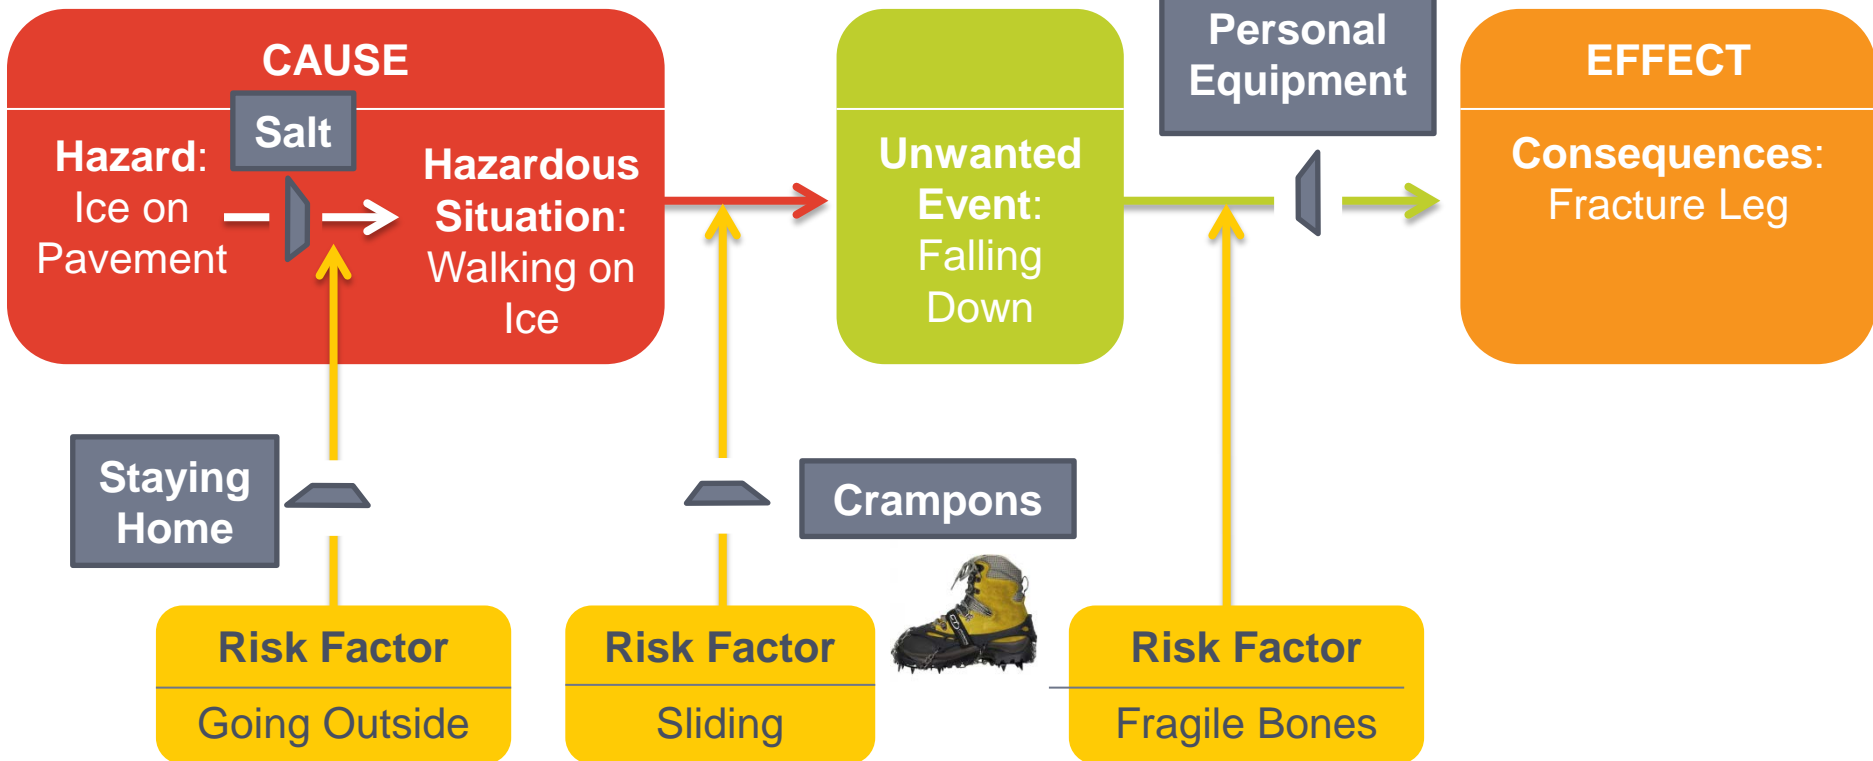 CAUSE
Salt
Hazard:
Ice on
Pavement
Hazardous
Situation:
Walking on
Ice
Unwanted
Event:
Falling
Down
Personal
Equipment
EFFECT
Consequences:
Fracture Leg
Staying
Home
Crampons
Risk Factor
Going Outside
Risk Factor
Sliding
Risk Factor
Fragile Bones